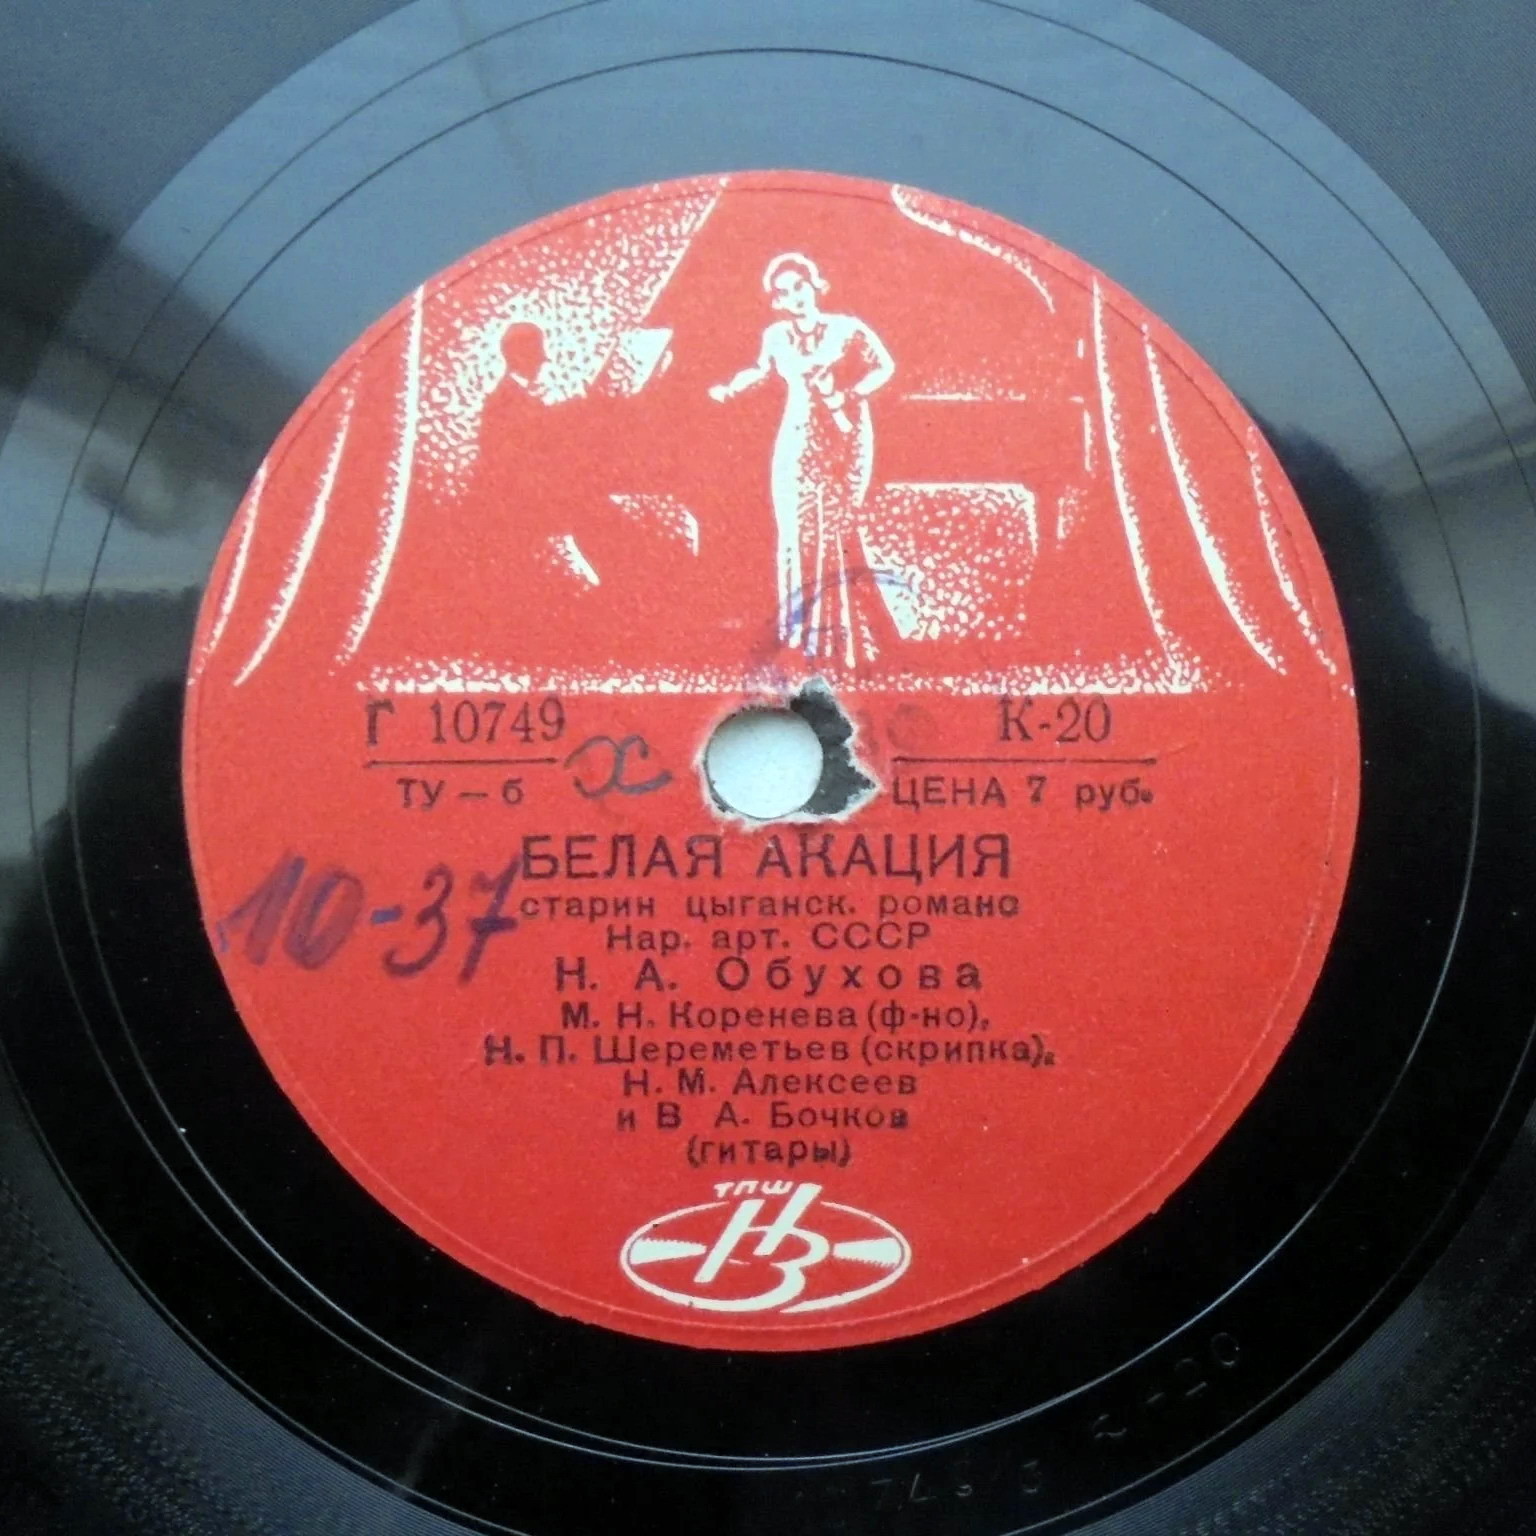 Г 10749 К-20
ТУ — б ЦЕНА 7 руб.
х
БЕЛАЯ АКАЦИЯ
10-37
старин цыганск. романс
Нар. арт. СССР
Н. А. Обухова
М. Н. Коренева (ф-но),
Н. П. Шереметьев (скрипка),
Н. М. Алексеев
и В А. Бочков
(гитары)
ТПШ
НЗ